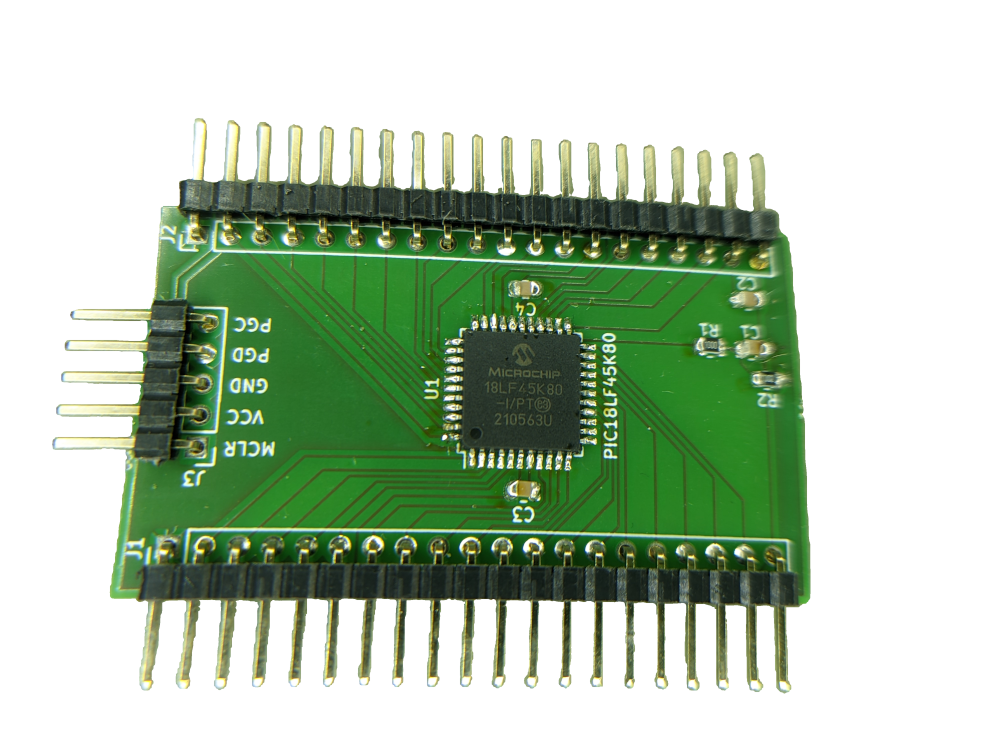 J2
C2
C4
PGC
PGD
GND
VCC
MCLR
J3
R1
C1
R2
U1
MICROCHIP
18LF45K80
-I/PT e3
210563U
PIC18LF45K80
C3
J1